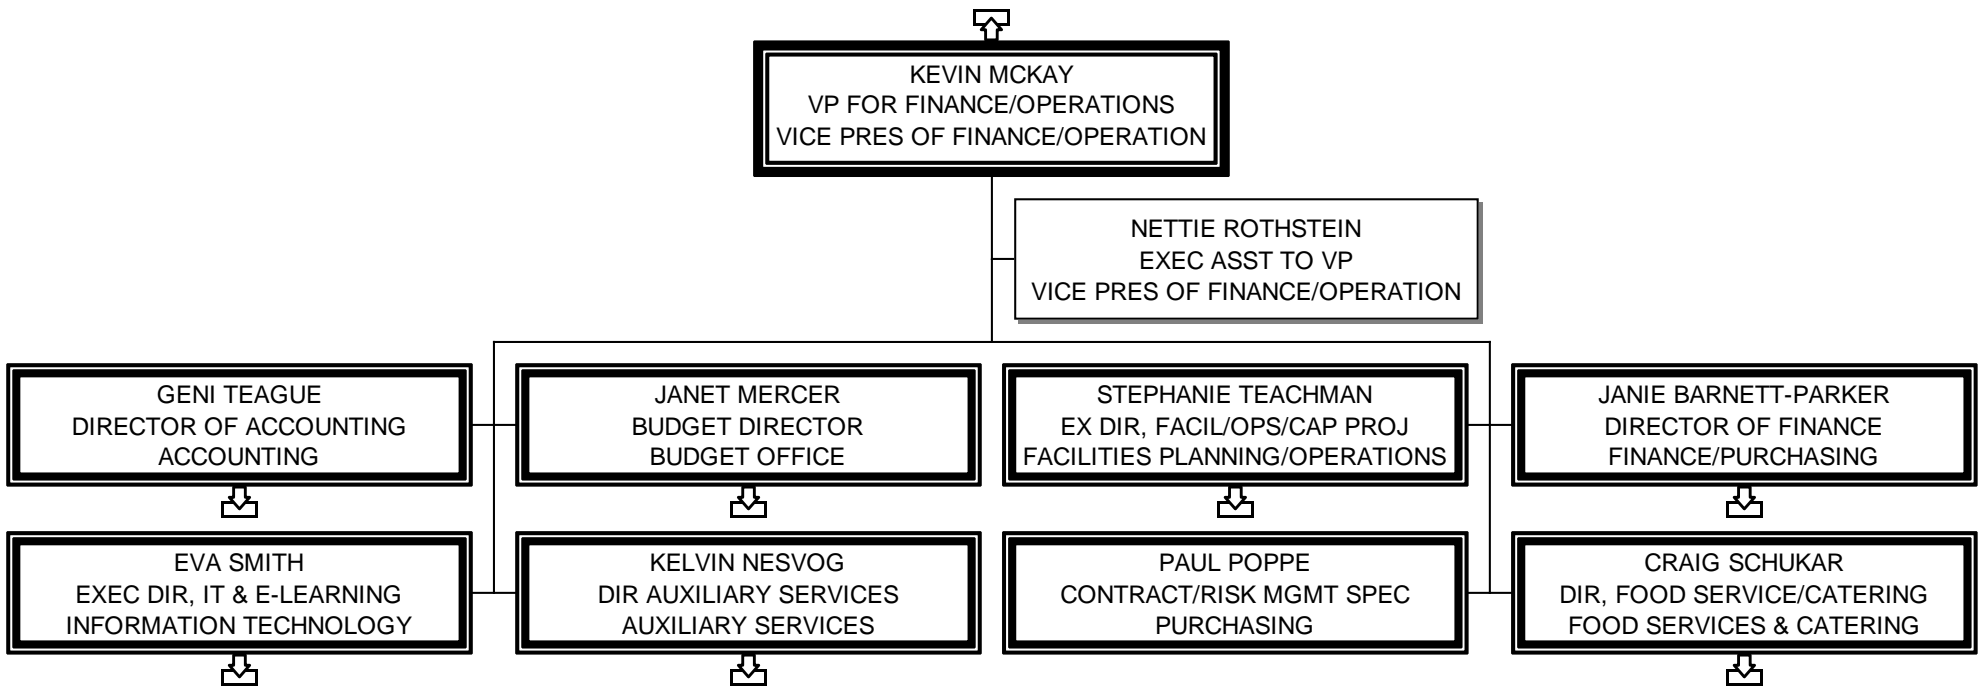 KEVIN MCKAY
VP FOR FINANCE/OPERATIONS
VICE PRES OF FINANCE/OPERATION
NETTIE ROTHSTEIN
EXEC ASST TO VP
VICE PRES OF FINANCE/OPERATION
GENI TEAGUE
DIRECTOR OF ACCOUNTING
ACCOUNTING
JANET MERCER
BUDGET DIRECTOR
BUDGET OFFICE
STEPHANIE TEACHMAN
EX DIR, FACIL/OPS/CAP PROJ
FACILITIES PLANNING/OPERATIONS
JANIE BARNETT-PARKER
DIRECTOR OF FINANCE
FINANCE/PURCHASING
EVA SMITH
EXEC DIR, IT & E-LEARNING
INFORMATION TECHNOLOGY
KELVIN NESVOG
DIR AUXILIARY SERVICES
AUXILIARY SERVICES
PAUL POPPE
CONTRACT/RISK MGMT SPEC
PURCHASING
CRAIG SCHUKAR
DIR, FOOD SERVICE/CATERING
FOOD SERVICES & CATERING